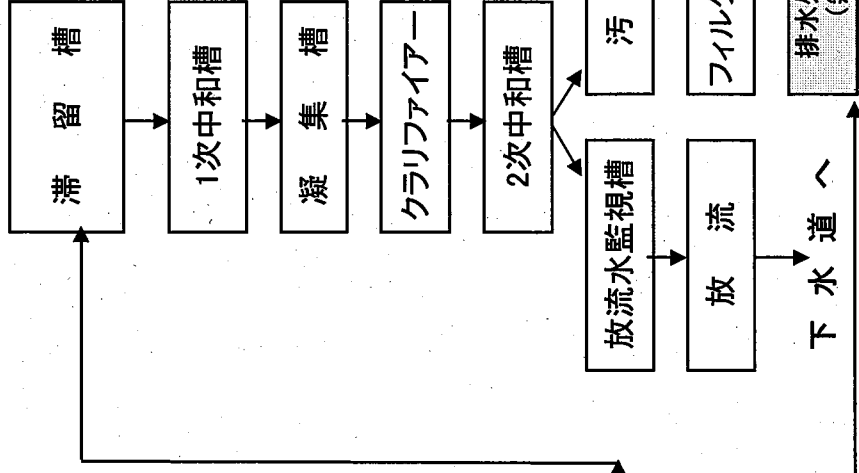 滞留槽
1次中和槽
凝集槽
クラリファイアー
2次中和槽
放流水監視槽
汚
放流
フィルタ
下水道へ
排水